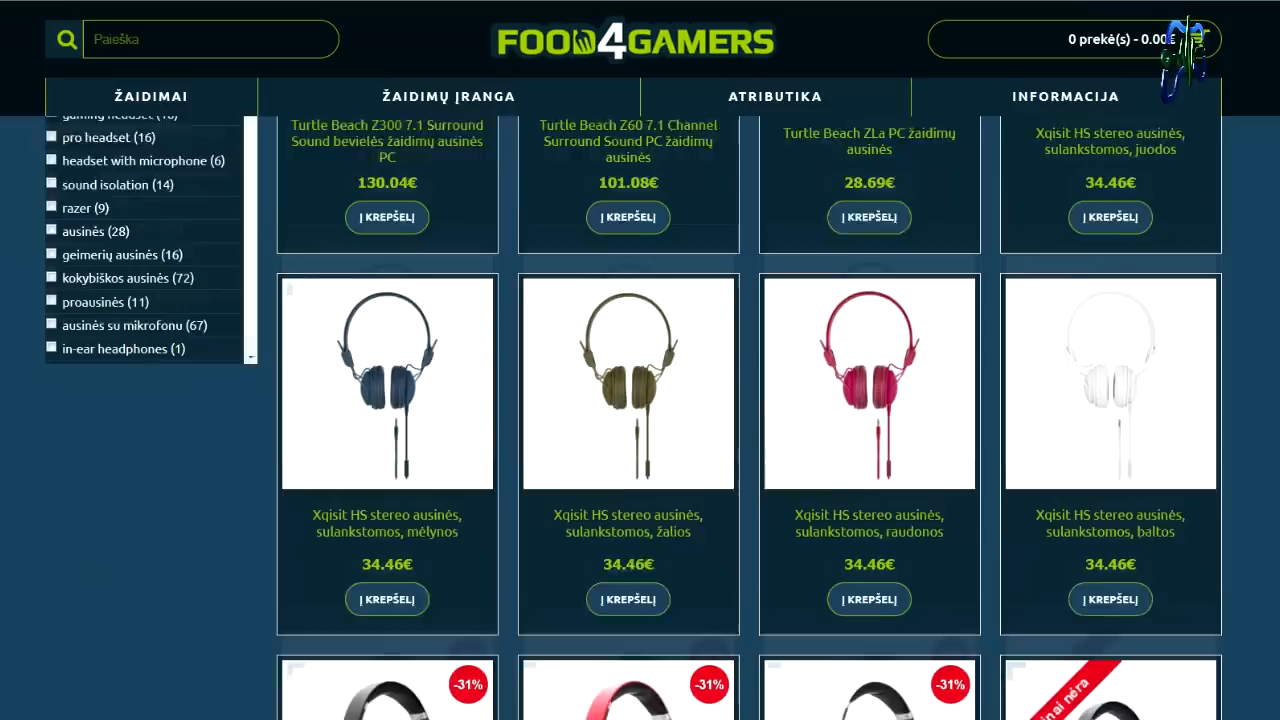 Paieška
FOOD4GAMERS
0 prekė(s) - 0.00€
ŽAIDIMAI
ŽAIDIMŲ ĮRANGA
ATRIBUTIKA
INFORMACIJA
gaming headset (16)
pro headset (16)
headset with microphone (6)
sound isolation (14)
razer (9)
ausinės (28)
geimerių ausinės (16)
kokybiškos ausinės (72)
proausinės (11)
ausinės su mikrofonu (67)
in-ear headphones (1)
Turtle Beach Z300 7.1 Surround
Sound bevielės žaidimų ausinės
PC
130.04€
Į KREPŠELĮ
Turtle Beach Z60 7.1 Channel
Surround Sound PC žaidimų
ausinės
101.08€
Į KREPŠELĮ
Turtle Beach ZLa PC žaidimų
ausinės
28.69€
Į KREPŠELĮ
Xqisit HS stereo ausinės,
sulankstomos, juodos
34.46€
Į KREPŠELĮ
Xqisit HS stereo ausinės,
sulankstomos, mėlynos
34.46€
Į KREPŠELĮ
Xqisit HS stereo ausinės,
sulankstomos, žalios
34.46€
Į KREPŠELĮ
Xqisit HS stereo ausinės,
sulankstomos, raudonos
34.46€
Į KREPŠELĮ
Xqisit HS stereo ausinės,
sulankstomos, baltos
34.46€
Į KREPŠELĮ
-31%
-31%
-31%
nėra